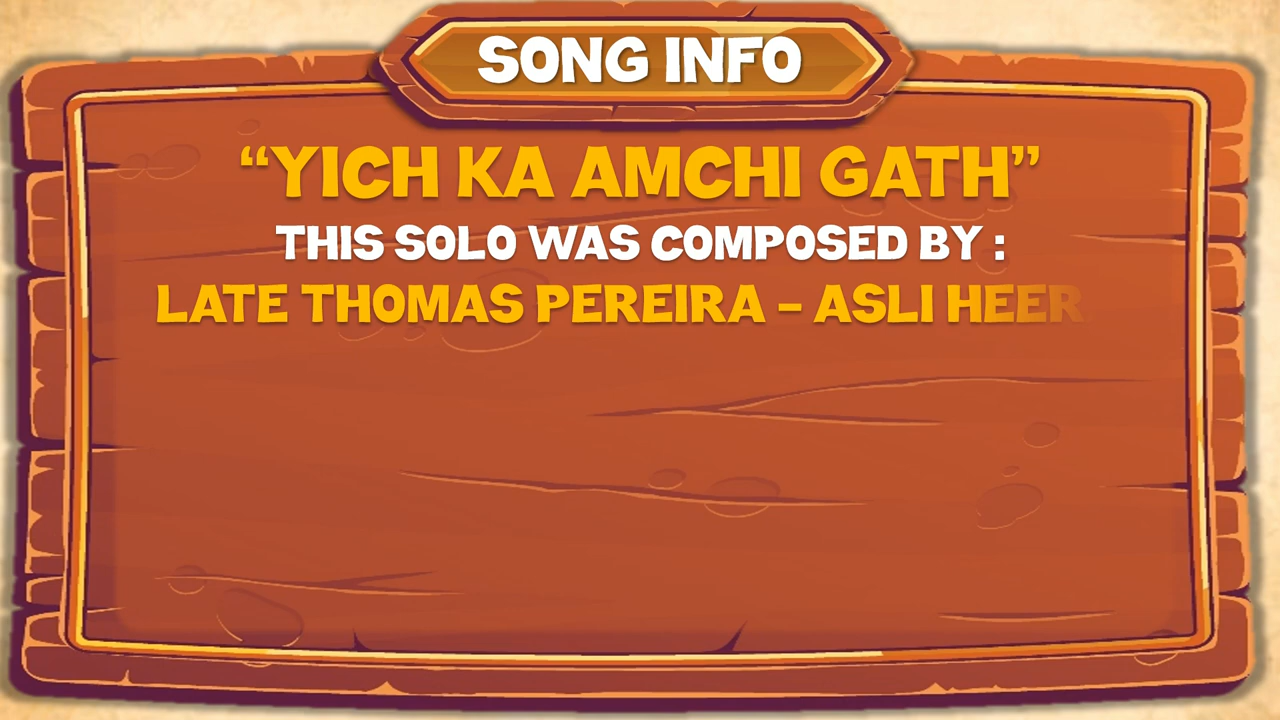 SONG INFO
“YICH KA AMCHI GATH”
THIS SOLO WAS COMPOSED BY :
LATE THOMAS PEREIRA – ASLI HEER